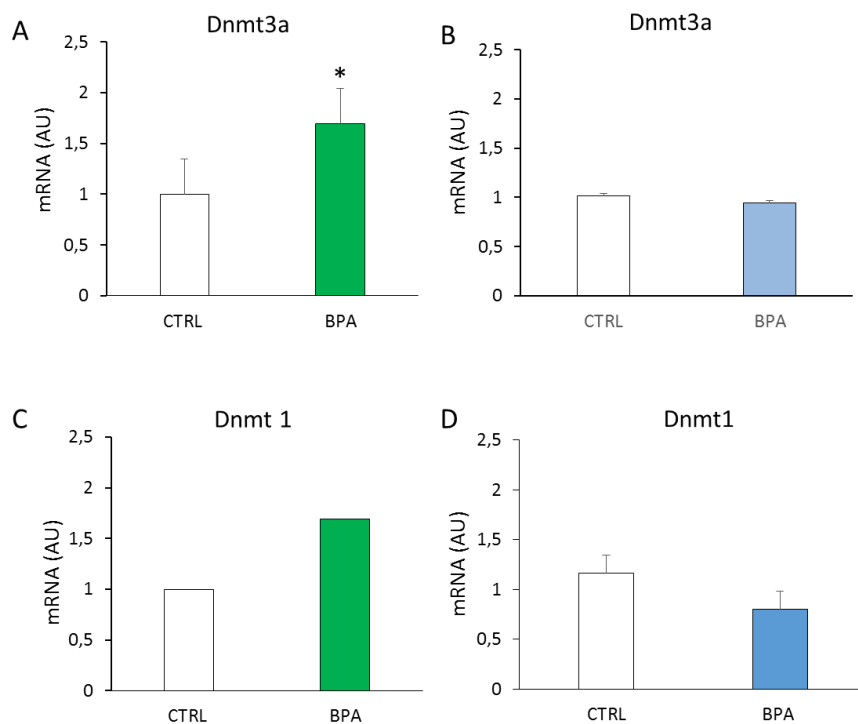 A
Dnmt3a
mRNA (AU)
2,5
2
1,5
1
0,5
0
*
CTRL
BPA
B
Dnmt3a
mRNA (AU)
2,5
2
1,5
1
0,5
0
CTRL
BPA
C
Dnmt 1
mRNA (AU)
2,5
2
1,5
1
0,5
0
CTRL
BPA
D
Dnmt1
mRNA (AU)
2,5
2
1,5
1
0,5
0
CTRL
BPA